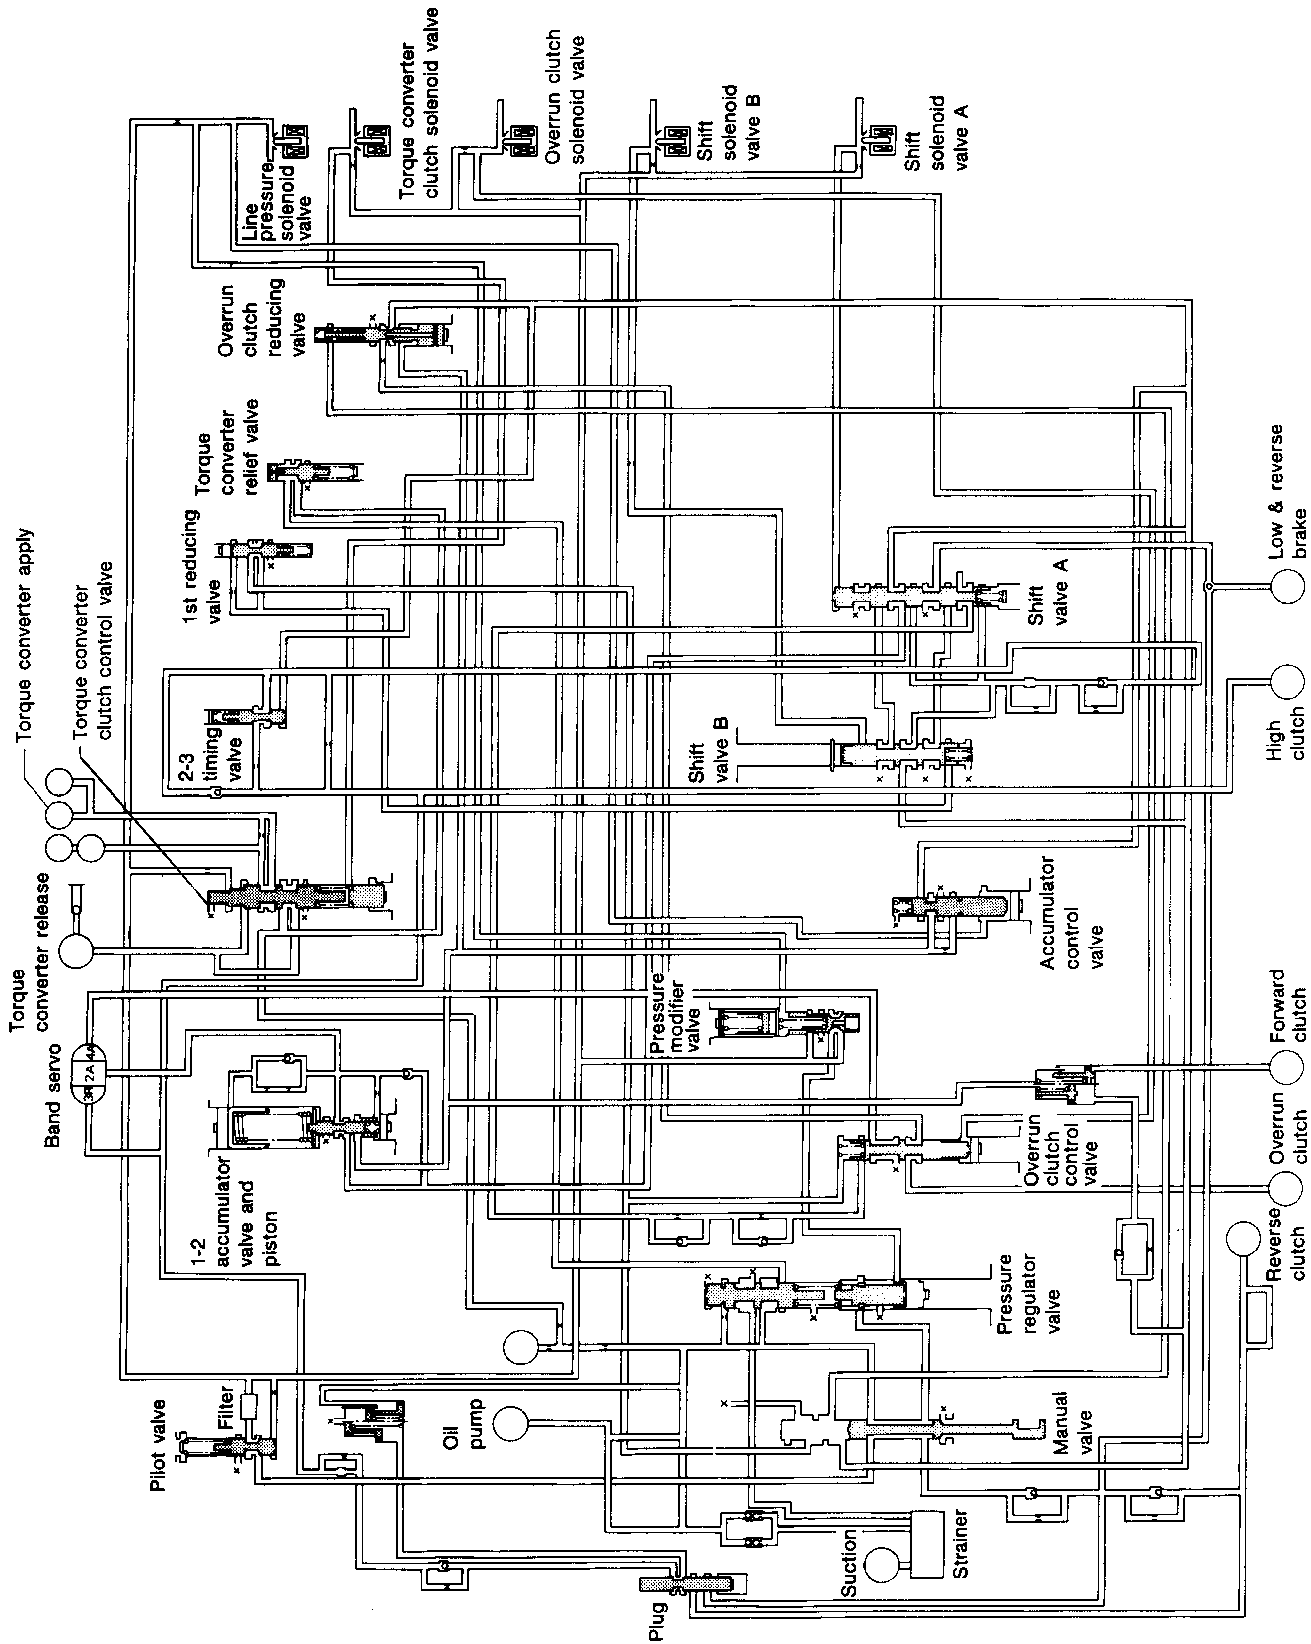 Torque converter apply
Torque converter
clutch control valve
Torque
converter release
Band servo
3R 2A 4A
1-2
accumulator
valve and
piston
2-3
timing
valve
1st reducing
valve
Torque
converter
relief valve
Overrun
clutch
reducing
valve
Line
pressure
solenoid
valve
Torque converter
clutch solenoid valve
Overrun clutch
solenoid valve
Shift
solenoid
valve B
Shift
solenoid
valve A
Pilot valve
Filter
Oil
pump
Plug
Suction
Strainer
Manual
valve
Pressure
regulator
valve
Pressure
modifier
valve
Overrun
clutch
control
valve
Accumulator
control
valve
Shift
valve B
Shift
valve A
Reverse
clutch
Overrun
clutch
Forward
clutch
High
clutch
Low & reverse
brake